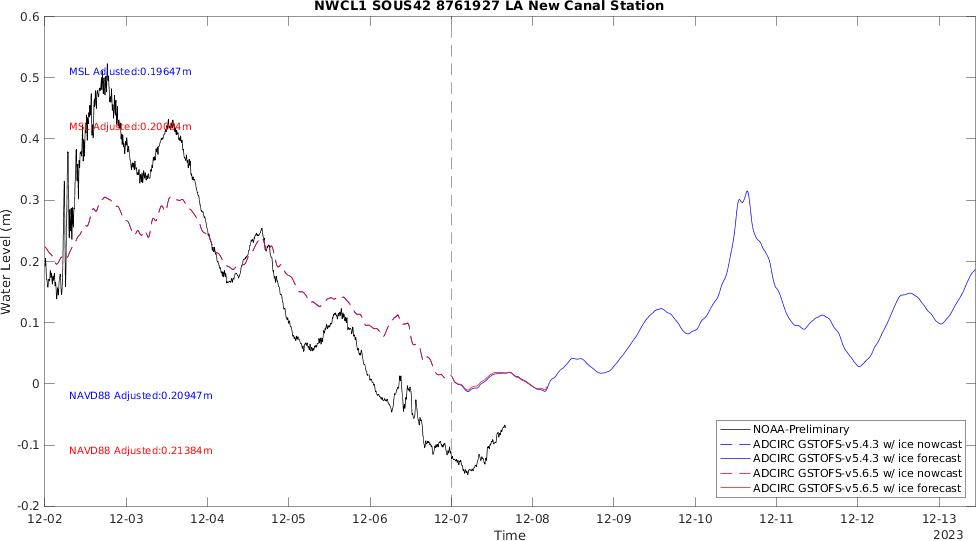 NWCL1 SOUS42 8761927 LA New Canal Station
0.6
0.5
0.4
0.3
0.2
0.1
0
-0.1
-0.2
Water Level (m)
MSL Adjusted:0.19647m
MSL
NAVD88 Adjusted:0.20947m
NAVD88 Adjusted:0.21384m
NOAA-Preliminary
ADCIRC GSTOFS-v5.4.3 w/ ice nowcast
ADCIRC GSTOFS-v5.4.3 w/ ice forecast
ADCIRC GSTOFS-v5.6.5 w/ ice nowcast
ADCIRC GSTOFS-v5.6.5 w/ ice forecast
12-02 12-03 12-04 12-05 12-06 12-07 12-08 12-09 12-10 12-11 12-12 12-13
Time
2023